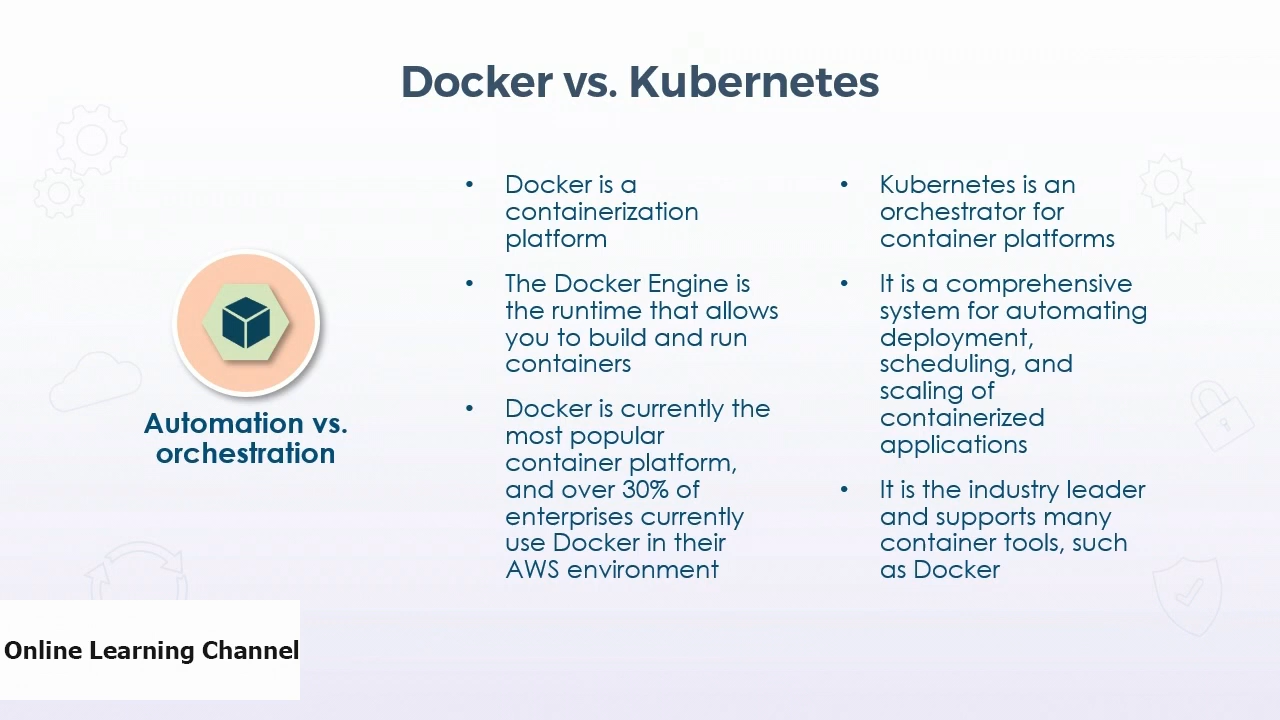 Docker vs. Kubernetes
Automation vs.
orchestration
• Docker is a
containerization
platform
• The Docker Engine is
the runtime that allows
you to build and run
containers
• Docker is currently the
most popular
container platform,
and over 30% of
enterprises currently
use Docker in their
AWS environment
• Kubernetes is an
orchestrator for
container platforms
• It is a comprehensive
system for automating
deployment,
scheduling, and
scaling of
containerized
applications
• It is the industry leader
and supports many
container tools, such
as Docker
Online Learning Channel